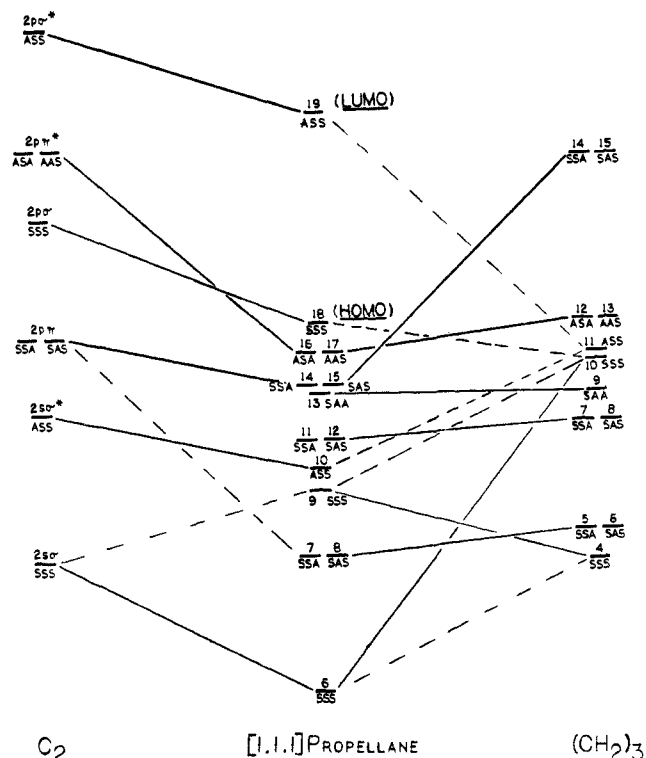 2pσ*
ASS
19 (LUMO)
ASS
14 15
SSA SAS
2pπ*
ASA AAS
2pσ
SSS
18 (HOMO)
SSS
12 13
ASA AAS
16 17
ASA AAS
11 ASS
10 SSS
2pπ
SSA SAS
SSA 14 15 SAS
13 SAA
9
SAA
2sσ*
ASS
7 8
SSA SAS
11 12
SSA SAS
10
ASS
9 SSS
5 6
SSA SAS
4
SSS
7 8
SSA SAS
2sσ
SSS
6
SSS
C₂ [1.1.1]PROPELLANE (CH₂)₃